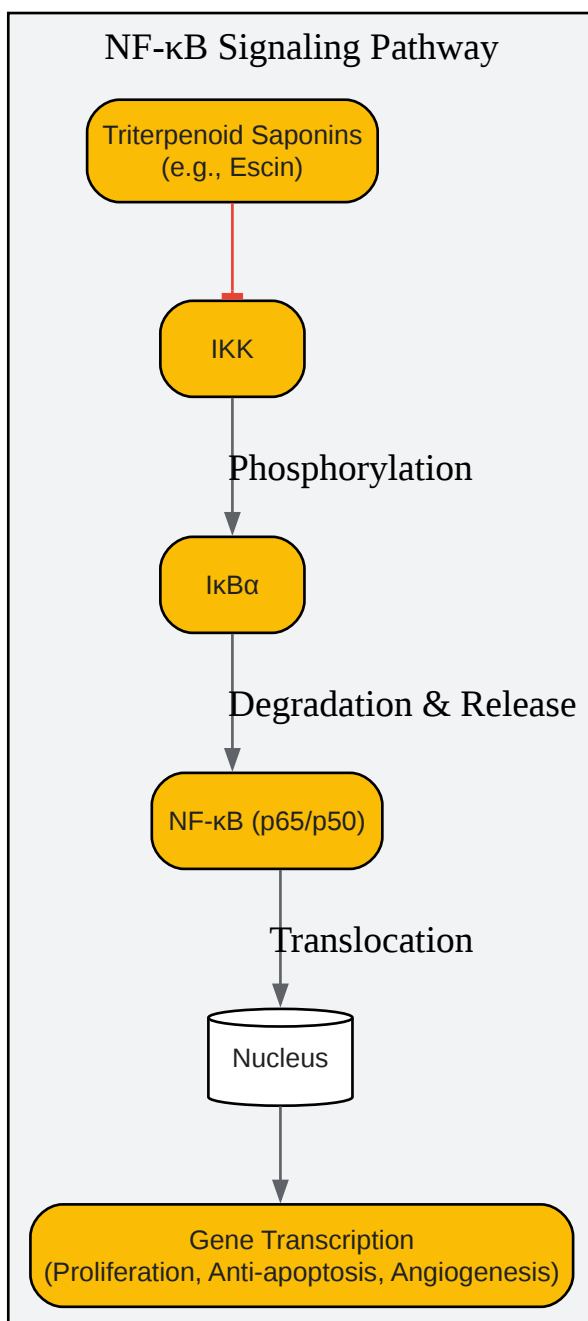 NF-κB Signaling Pathway
Triterpenoid Saponins
(e.g., Escin)
IKK
Phosphorylation
IκBα
Degradation & Release
NF-κB (p65/p50)
Translocation
Nucleus
Gene Transcription
(Proliferation, Anti-apoptosis, Angiogenesis)